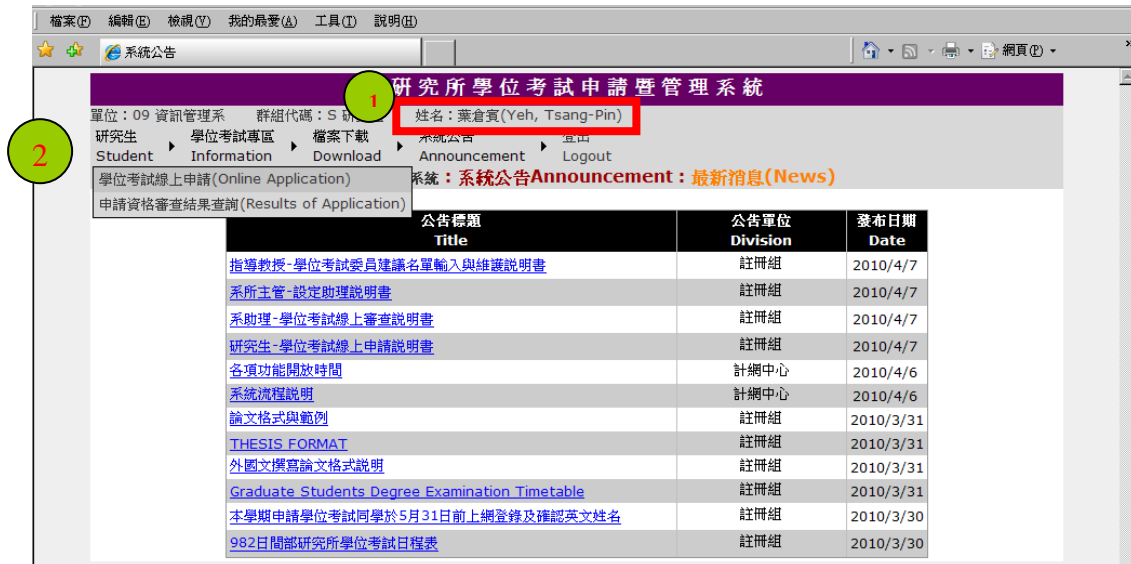 檔案(F) 編輯(E) 檢視(V) 我的最愛(A) 工具(T) 說明(H)
系統公告 網頁(P)
研究所學位考試申請暨管理系統
1
單位：09 資訊管理系 群組代碼：S 姓名：葉倉賓(Yeh, Tsang-Pin)
研究生 學位考試專區 檔案下載 系統公告 登出
2
Student Information Download Announcement Logout
學位考試線上申請(Online Application)
系統：系統公告Announcement：最新消息(News)
申請資格審查結果查詢(Results of Application)
公告標題 公告單位 發布日期
Title Division Date
指導教授-學位考試委員建議名單輸入與維護說明書 註冊組 2010/4/7
系所主管-設定助理說明書 註冊組 2010/4/7
系助理-學位考試線上審查說明書 註冊組 2010/4/7
研究生-學位考試線上申請說明書 註冊組 2010/4/7
各項功能開放時間 計網中心 2010/4/6
系統流程說明 計網中心 2010/4/6
論文格式與範例 註冊組 2010/3/31
THESIS FORMAT 註冊組 2010/3/31
外國文撰寫論文格式說明 註冊組 2010/3/31
Graduate Students Degree Examination Timetable 註冊組 2010/3/31
本學期申請學位考試同學於5月31日前上網登錄及確認英文姓名 註冊組 2010/3/30
982日間部研究所學位考試日程表 註冊組 2010/3/30